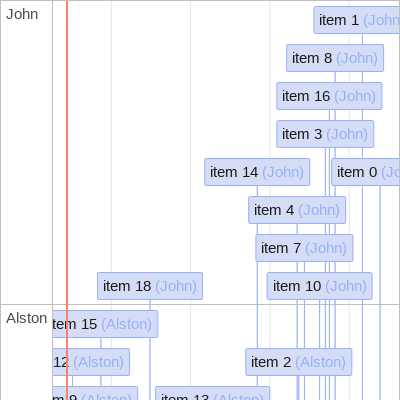 John
item 1 (John
item 8 (John)
item 16 (John)
item 3 (John)
item 14 (John) item 0 (Jo
item 4 (John)
item 7 (John)
item 18 (John) item 10 (John)
Alston
tem 15 (Alston)
12 (Alston) item 2 (Alston)
m 9 (Alston) item 13 (Alston)